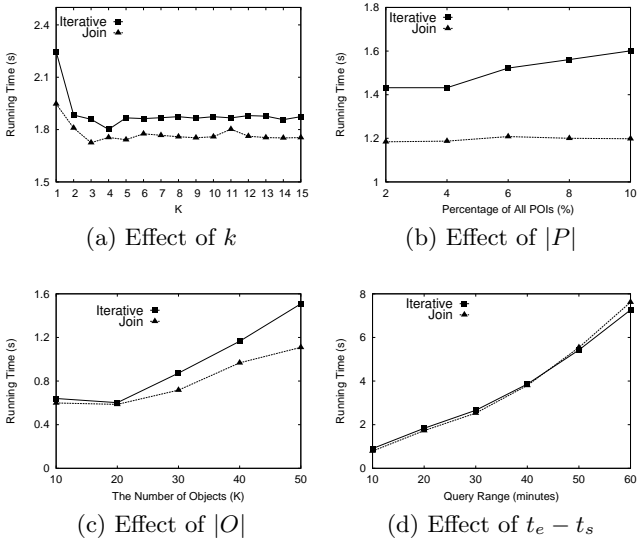 2.4
2.1
1.8
1.5
Running Time (s)
Iterative
Join
1 2 3 4 5 6 7 8 9 10 11 12 13 14 15
K
(a) Effect of k
1.8
1.6
1.4
1.2
1
Running Time (s)
Iterative
Join
2 4 6 8 10
Percentage of All POIs (%)
(b) Effect of |P|
1.6
1.2
0.8
0.4
0
Running Time (s)
Iterative
Join
10 20 30 40 50
The Number of Objects (K)
(c) Effect of |O|
8
6
4
2
0
Running Time (s)
Iterative
Join
10 20 30 40 50 60
Query Range (minutes)
(d) Effect of tₑ − tₛ